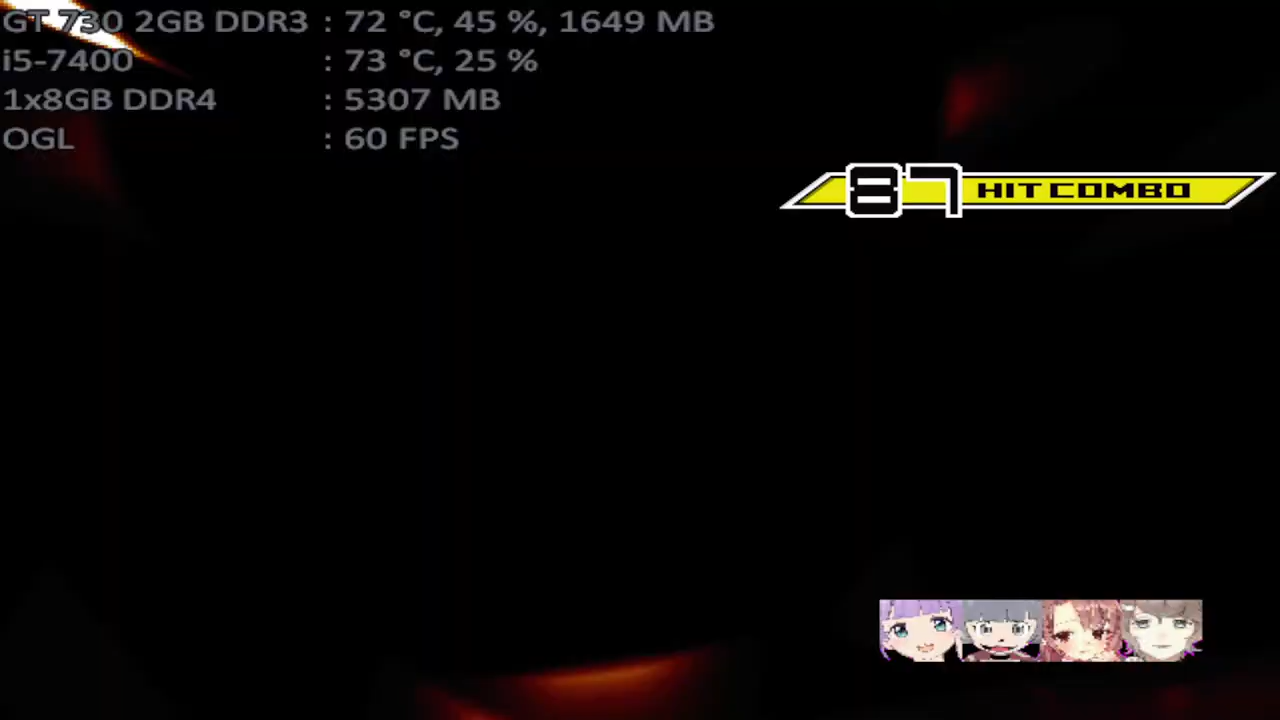 GT 730 2GB DDR3 : 72 °C, 45 %, 1649 MB
i5-7400 : 73 °C, 25 %
1x8GB DDR4 : 5307 MB
OGL : 60 FPS
87 HIT COMBO